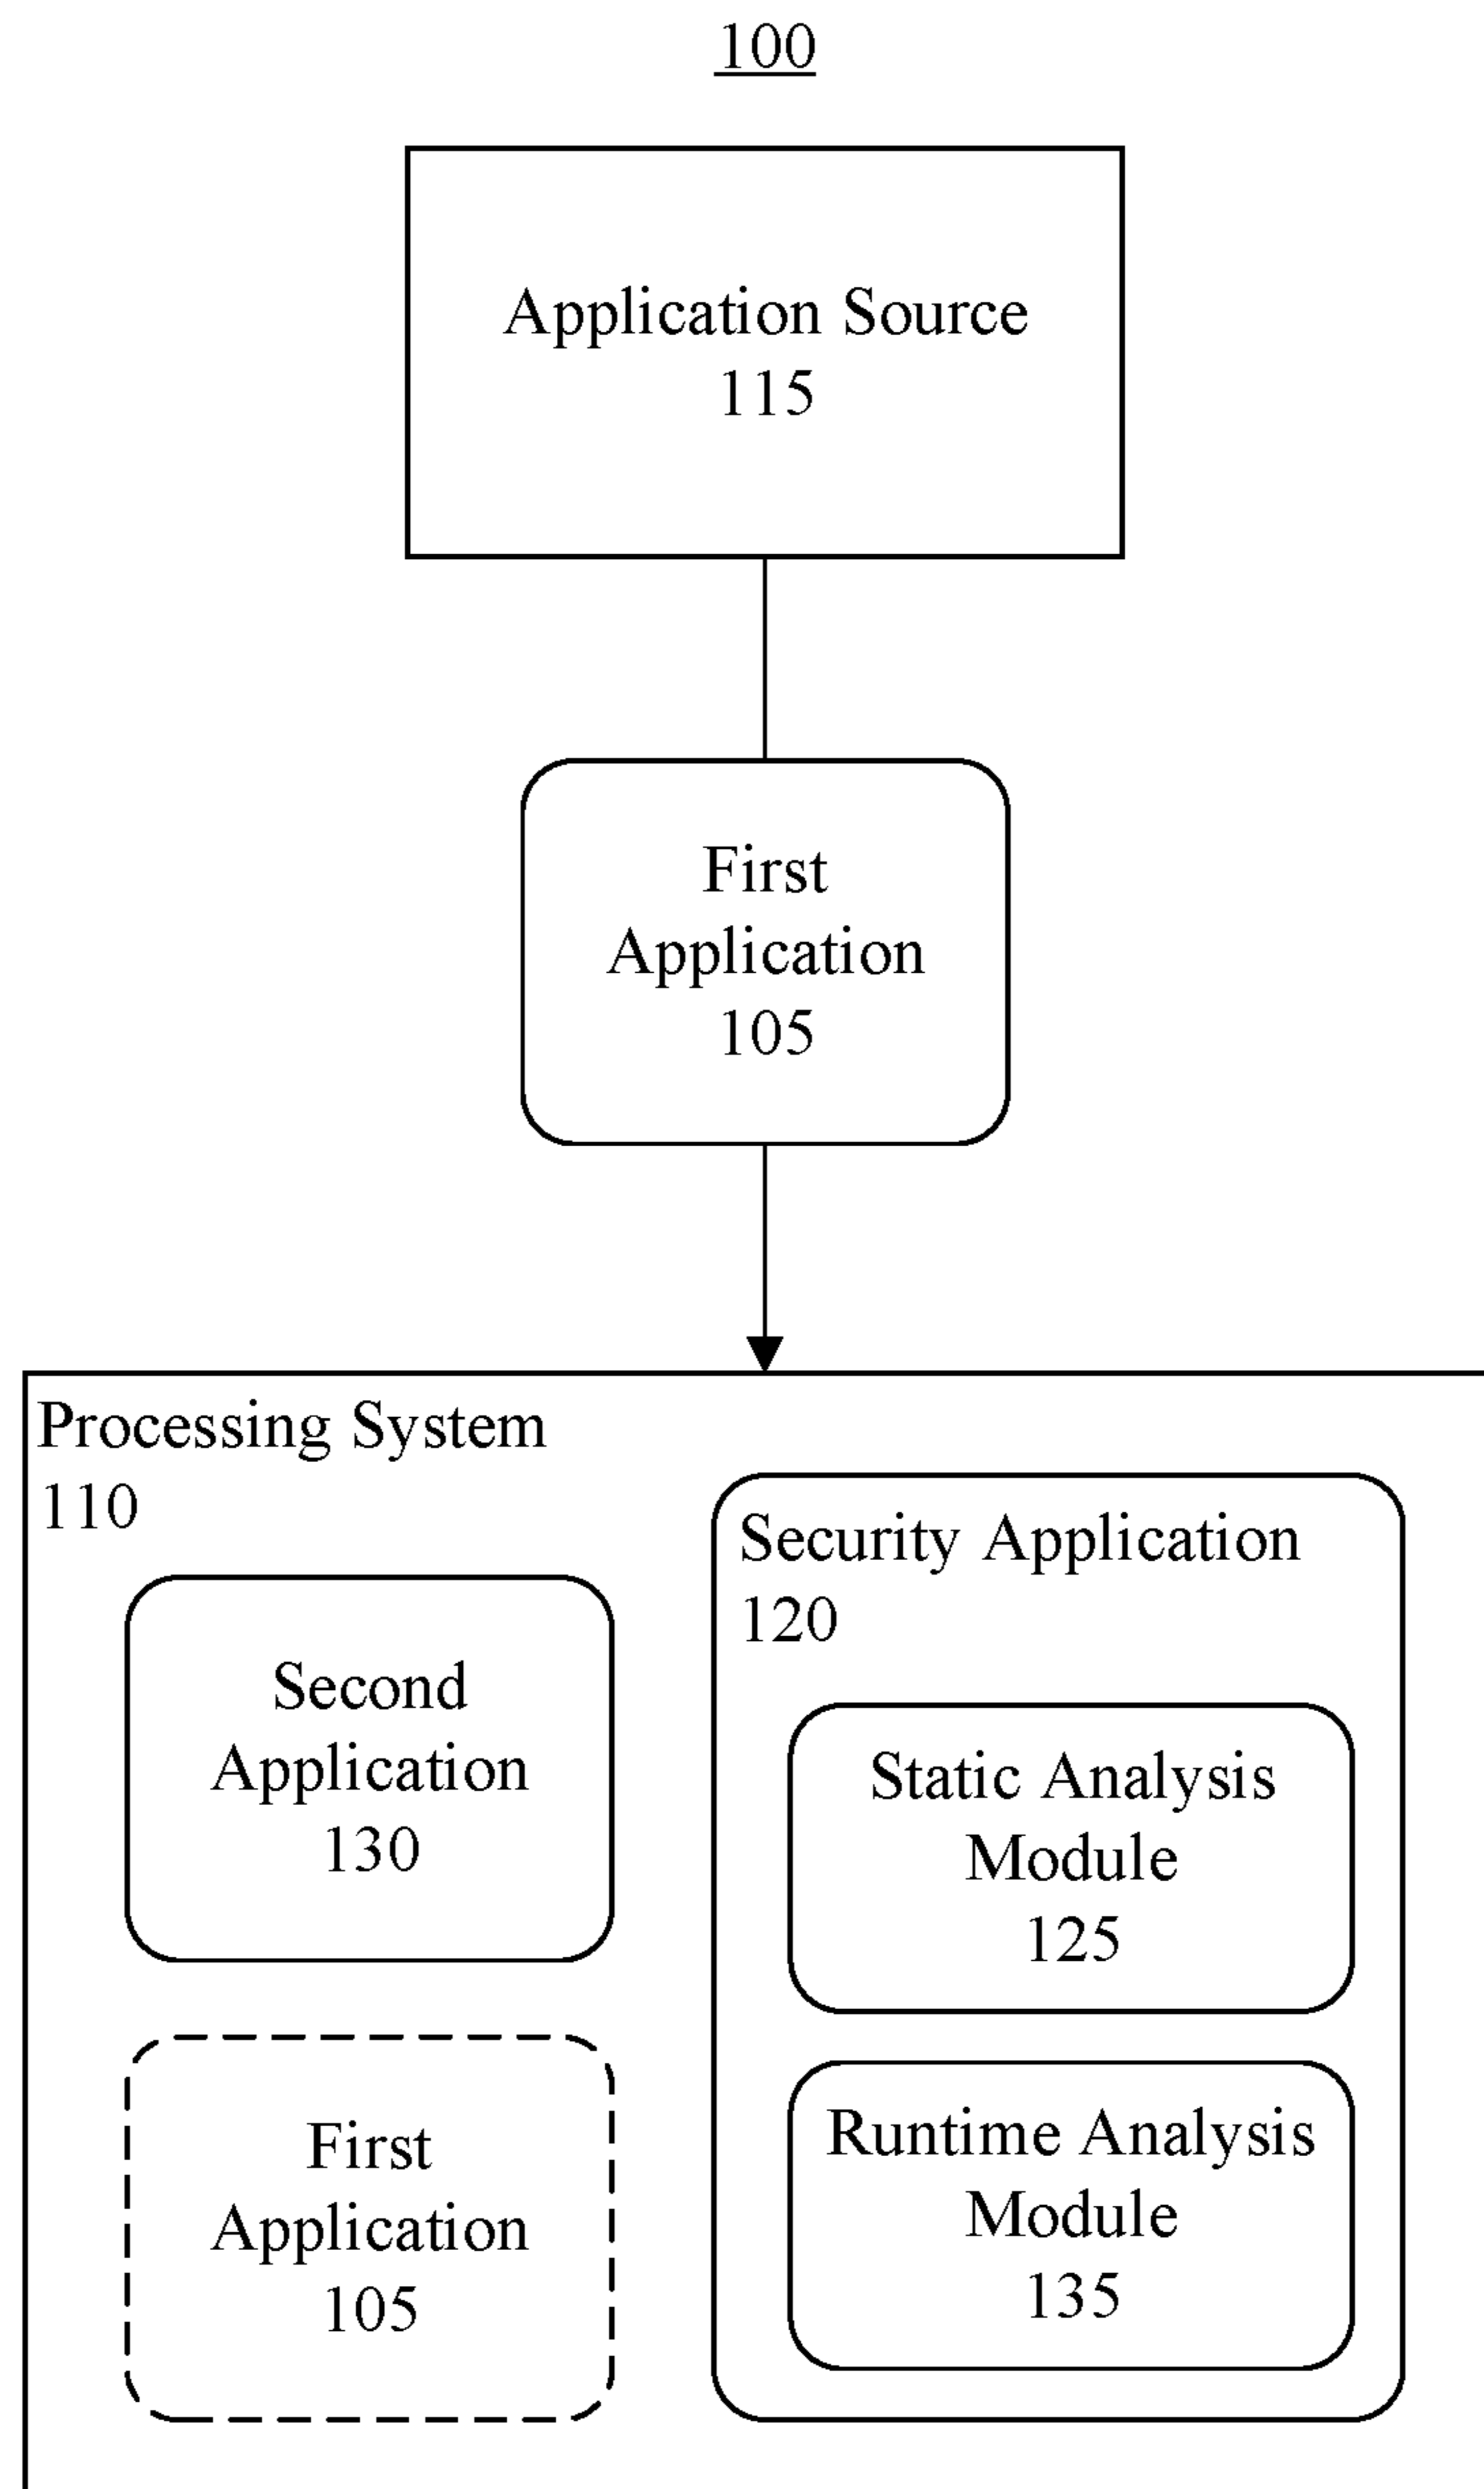 100
Application Source
115
First
Application
105
Processing System
110
Security Application
120
Second
Application
130
Static Analysis
Module
125
First
Application
105
Runtime Analysis
Module
135